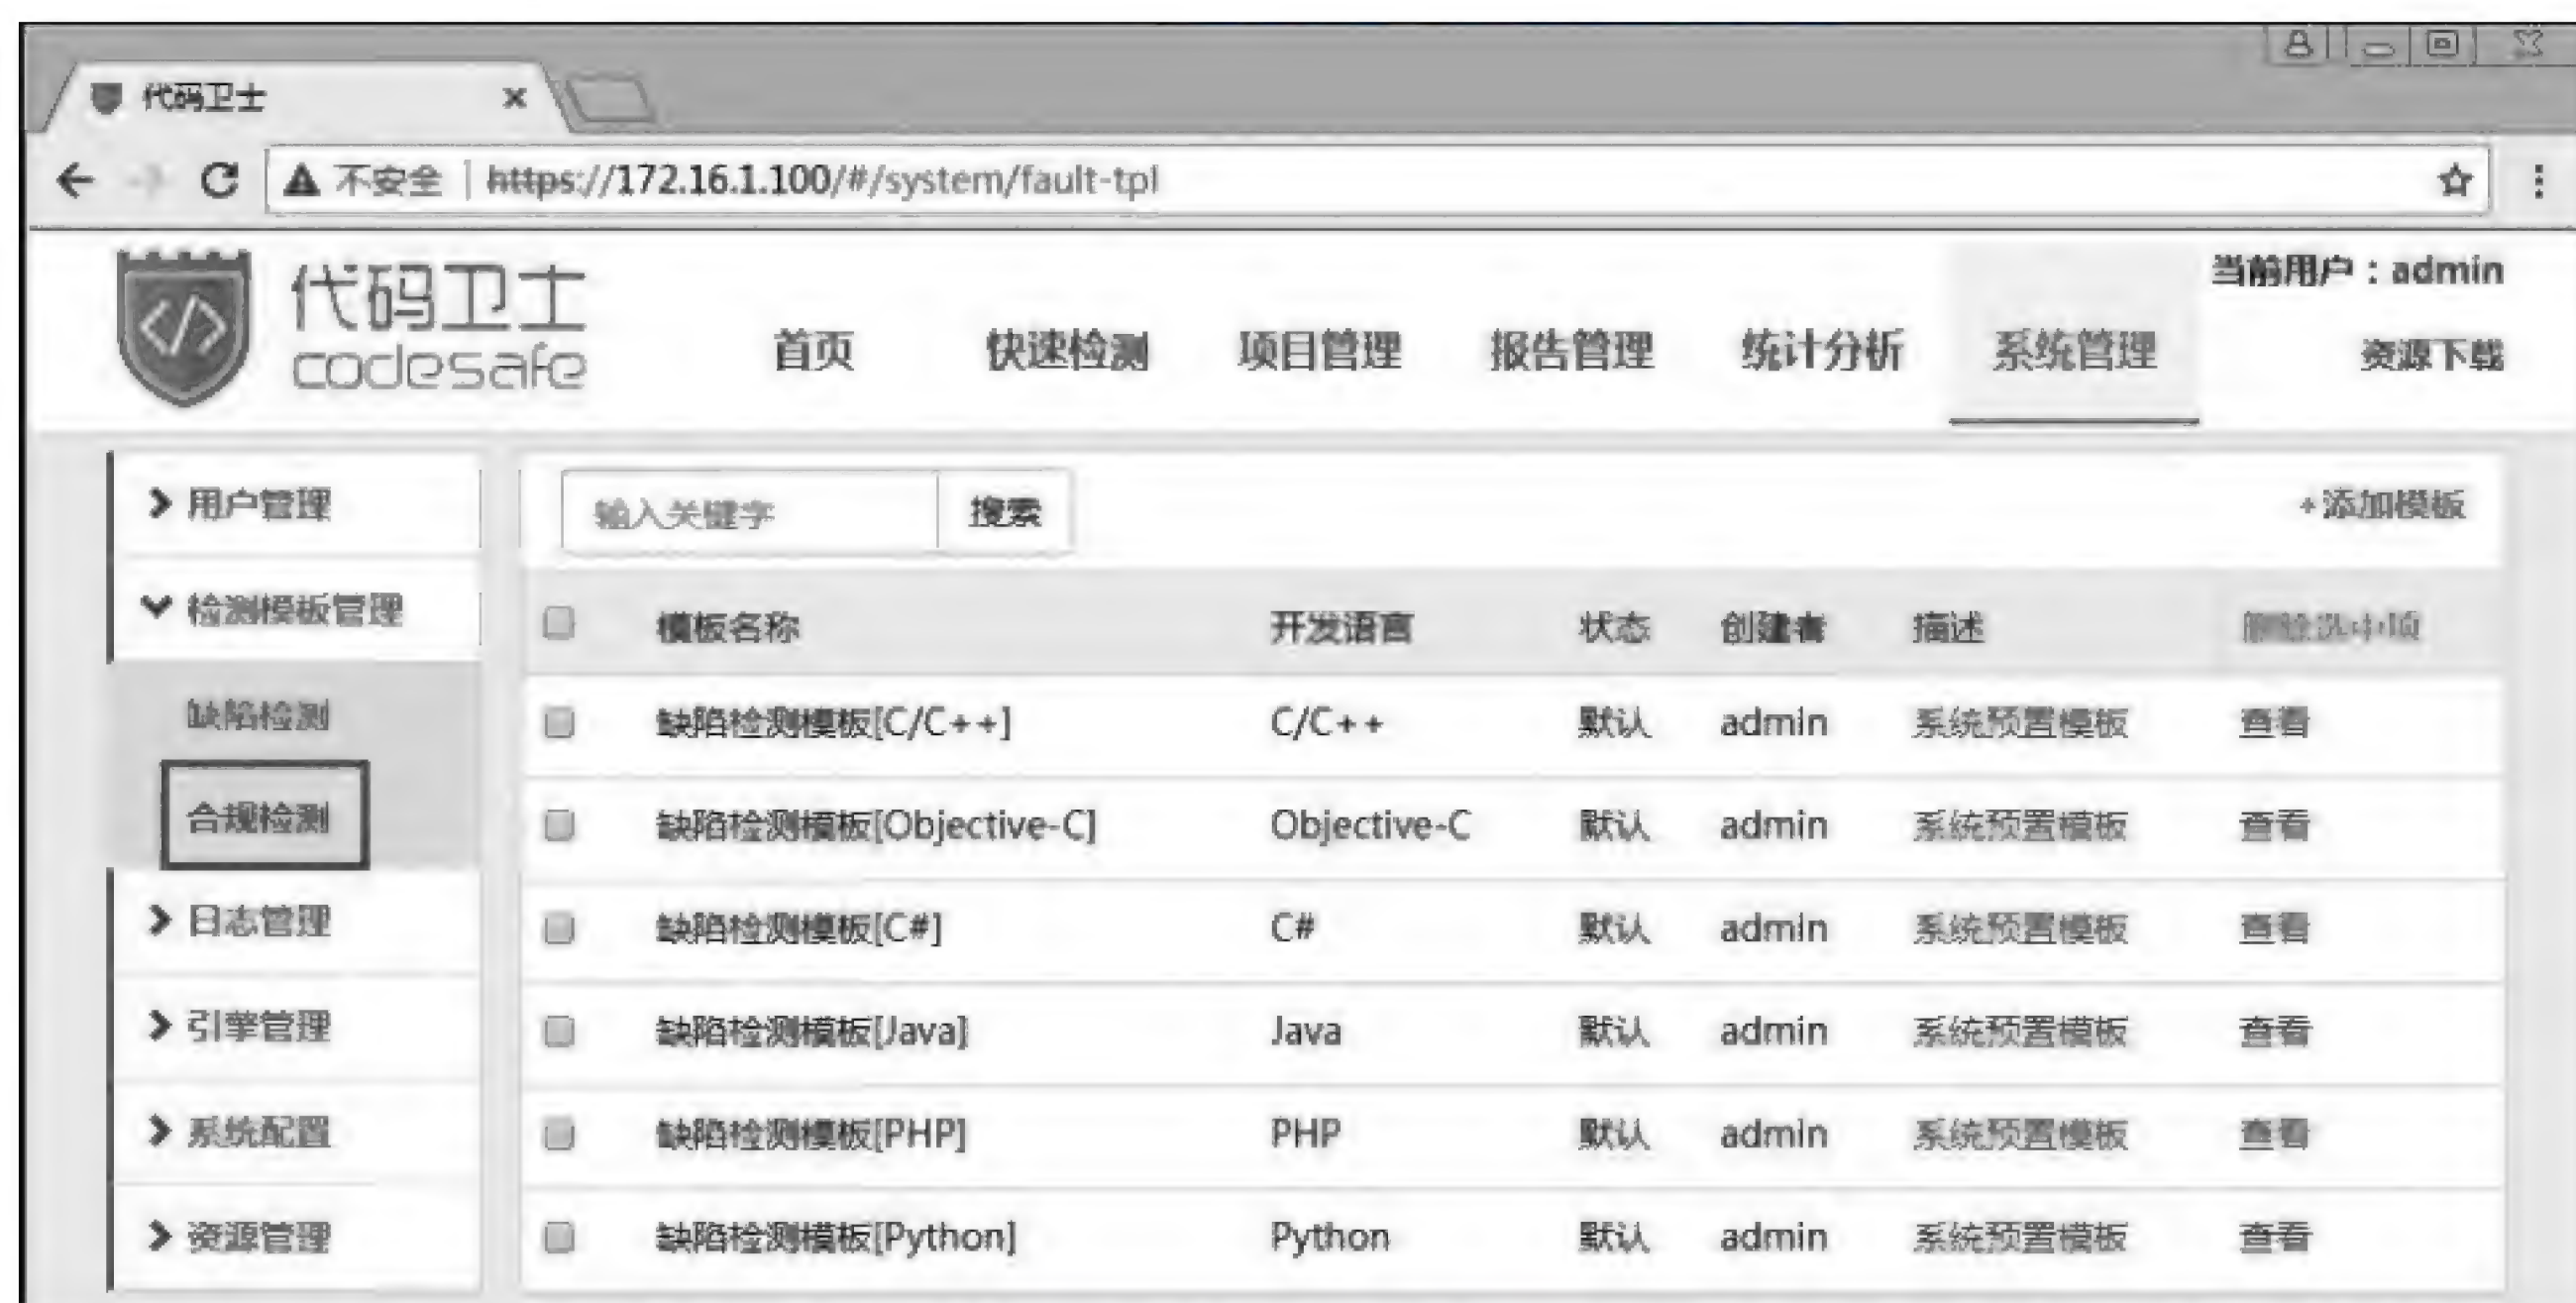 代码卫士
不安全 https://172.16.1.100/#/system/fault-tpl
代码卫士
codesafe
首页 快速检测 项目管理 报告管理 统计分析 系统管理
当前用户：admin
资源下载
用户管理
检测模板管理
缺陷检测
合规检测
日志管理
引擎管理
系统配置
资源管理
输入关键字 搜索 +添加模板
模板名称 开发语言 状态 创建者 描述 删除选中项
缺陷检测模板[C/C++] C/C++ 默认 admin 系统预置模板 查看
缺陷检测模板[Objective-C] Objective-C 默认 admin 系统预置模板 查看
缺陷检测模板[C#] C# 默认 admin 系统预置模板 查看
缺陷检测模板[Java] Java 默认 admin 系统预置模板 查看
缺陷检测模板[PHP] PHP 默认 admin 系统预置模板 查看
缺陷检测模板[Python] Python 默认 admin 系统预置模板 查看